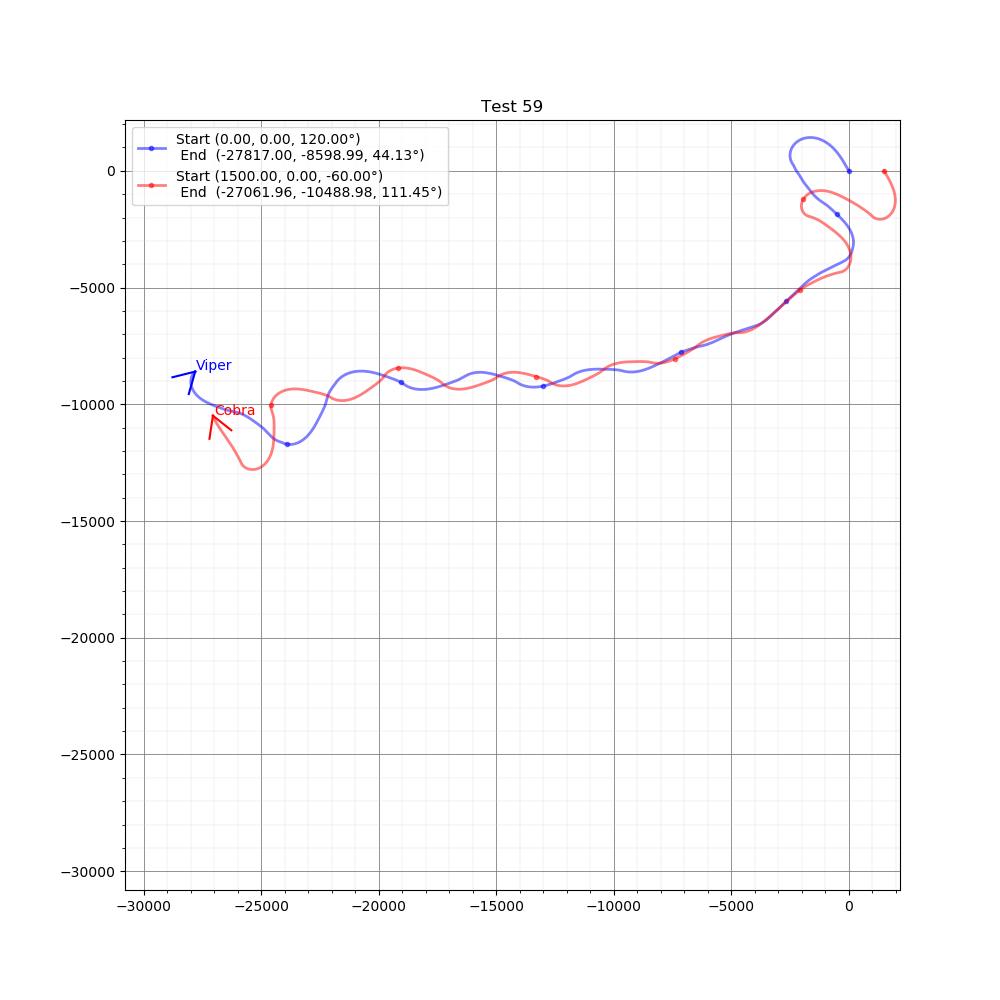 Test 59
Start (0.00, 0.00, 120.00°)
End (-27817.00, -8598.99, 44.13°)
Start (1500.00, 0.00, -60.00°)
End (-27061.96, -10488.98, 111.45°)
0
−5000
−10000
−15000
−20000
−25000
−30000
Viper
Cobra
−30000 −25000 −20000 −15000 −10000 −5000 0